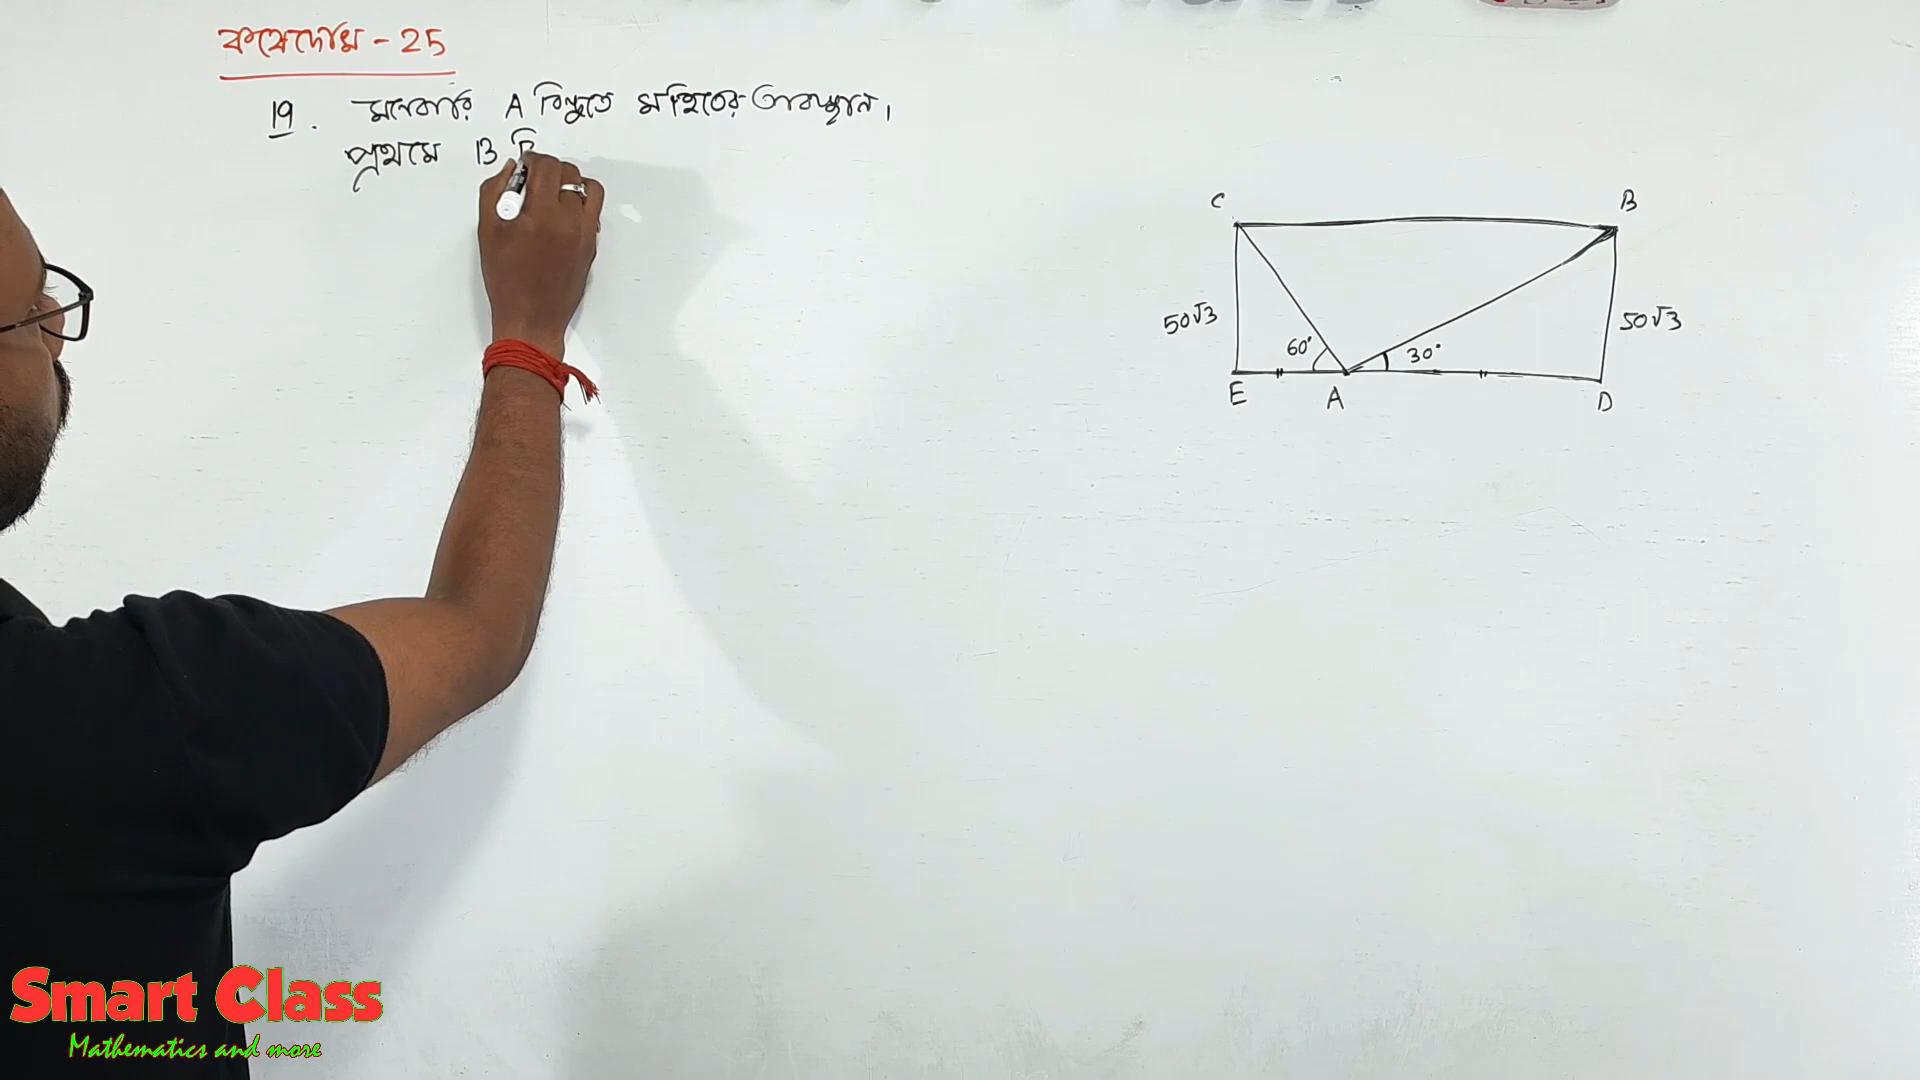 কষে দেখি - 25
19. মনেকরি A বিন্দুতে মহিতের অবস্থান।
প্রথমে B বি
C
B
50√3
50√3
60°
30°
E
A
D
Smart Class
Mathematics and more